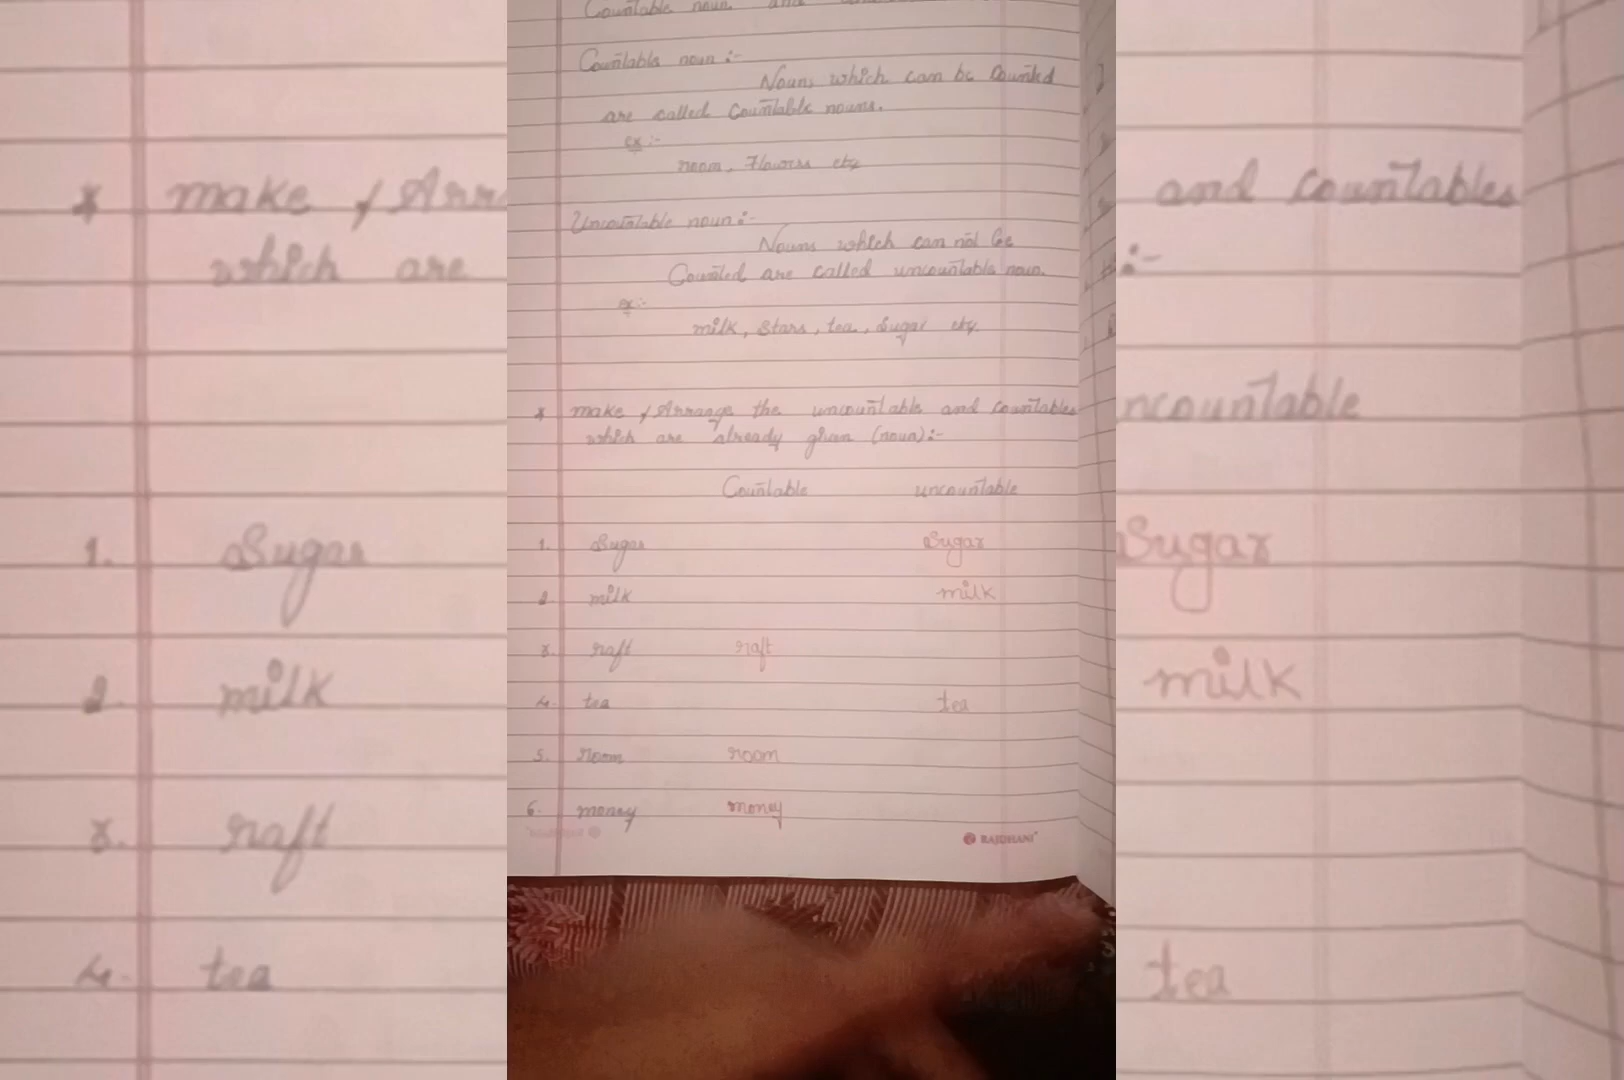 Countable noun and
Countable noun :-
Nouns which can be Counted
are called Countable nouns.
ex :-
room, Flowers etc
Uncountable noun :-
Nouns which can not be
Counted are called uncountable noun.
ex :-
milk, Stars, tea, Sugar etc.
* make / Arrange the uncountable and countables
which are already given (noun) :-
Countable uncountable
1. Sugar Sugar
2. milk milk
3. raft raft
4. tea tea
5. room room
6. money money
RAJDHANI